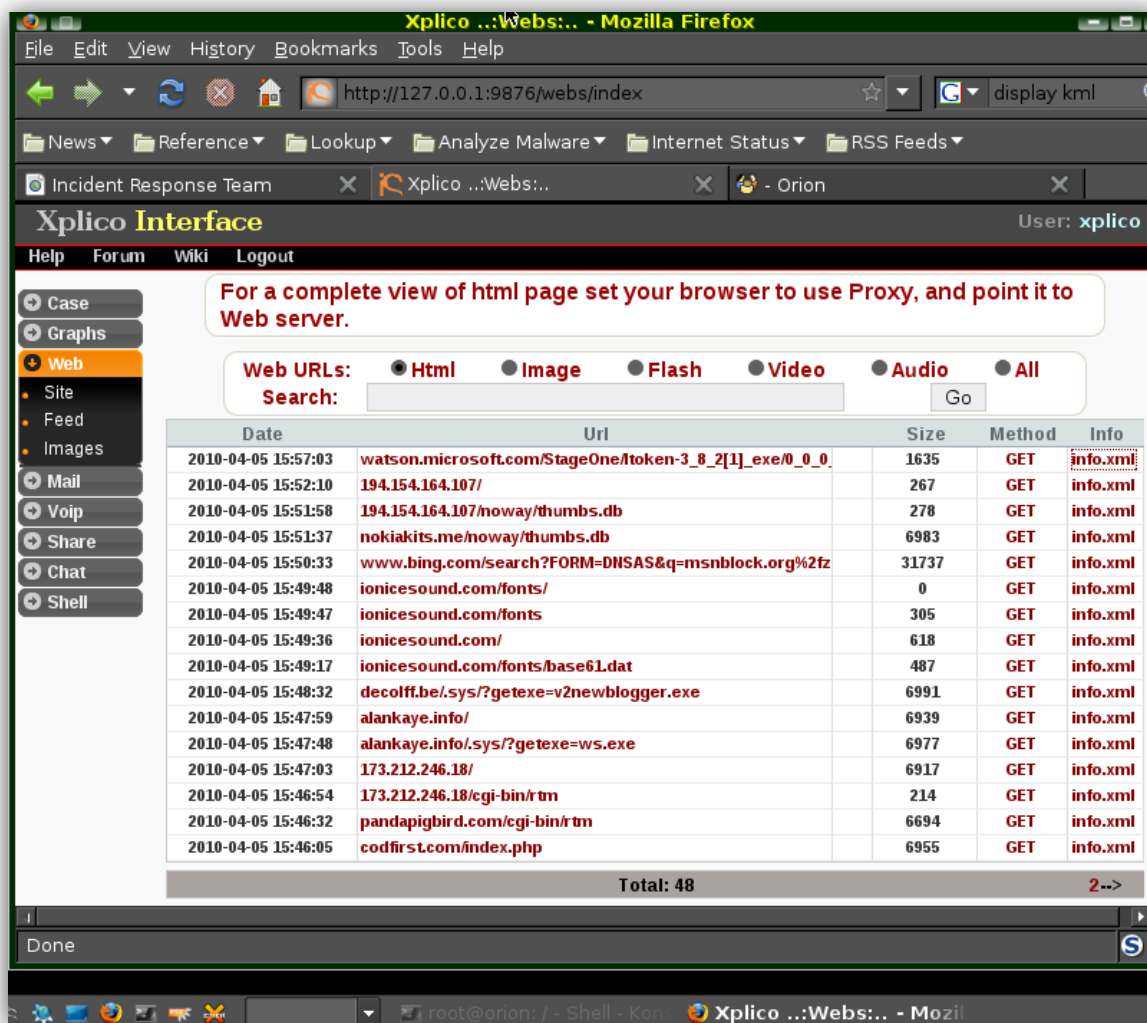 Xplico ..:Webs:.. - Mozilla Firefox
File Edit View History Bookmarks Tools Help
http://127.0.0.1:9876/webs/index
G display kml
News Reference Lookup Analyze Malware Internet Status RSS Feeds
Incident Response Team Xplico ..:Webs:.. - Orion
Xplico Interface User: xplico
Help Forum Wiki Logout
Case
Graphs
Web
Site
Feed
Images
Mail
Voip
Share
Chat
Shell
For a complete view of html page set your browser to use Proxy, and point it to
Web server.
Web URLs: Html Image Flash Video Audio All
Search: Go
Date Url Size Method Info
2010-04-05 15:57:03 watson.microsoft.com/StageOne/Itoken-3_8_2[1]_exe/0_0_0_ 1635 GET info.xml
2010-04-05 15:52:10 194.154.164.107/ 267 GET info.xml
2010-04-05 15:51:58 194.154.164.107/noway/thumbs.db 278 GET info.xml
2010-04-05 15:51:37 nokiakits.me/noway/thumbs.db 6983 GET info.xml
2010-04-05 15:50:33 www.bing.com/search?FORM=DNSAS&q=msnblock.org%2fz 31737 GET info.xml
2010-04-05 15:49:48 ionicesound.com/fonts/ 0 GET info.xml
2010-04-05 15:49:47 ionicesound.com/fonts 305 GET info.xml
2010-04-05 15:49:36 ionicesound.com/ 618 GET info.xml
2010-04-05 15:49:17 ionicesound.com/fonts/base61.dat 487 GET info.xml
2010-04-05 15:48:32 decolff.be/.sys/?getexe=v2newblogger.exe 6991 GET info.xml
2010-04-05 15:47:59 alankaye.info/ 6939 GET info.xml
2010-04-05 15:47:48 alankaye.info/.sys/?getexe=ws.exe 6977 GET info.xml
2010-04-05 15:47:03 173.212.246.18/ 6917 GET info.xml
2010-04-05 15:46:54 173.212.246.18/cgi-bin/rtm 214 GET info.xml
2010-04-05 15:46:32 pandapigbird.com/cgi-bin/rtm 6694 GET info.xml
2010-04-05 15:46:05 codfirst.com/index.php 6955 GET info.xml
Total: 48 2-->
Done
root@orion: / - Shell - Kons Xplico ..:Webs:.. - Mozil